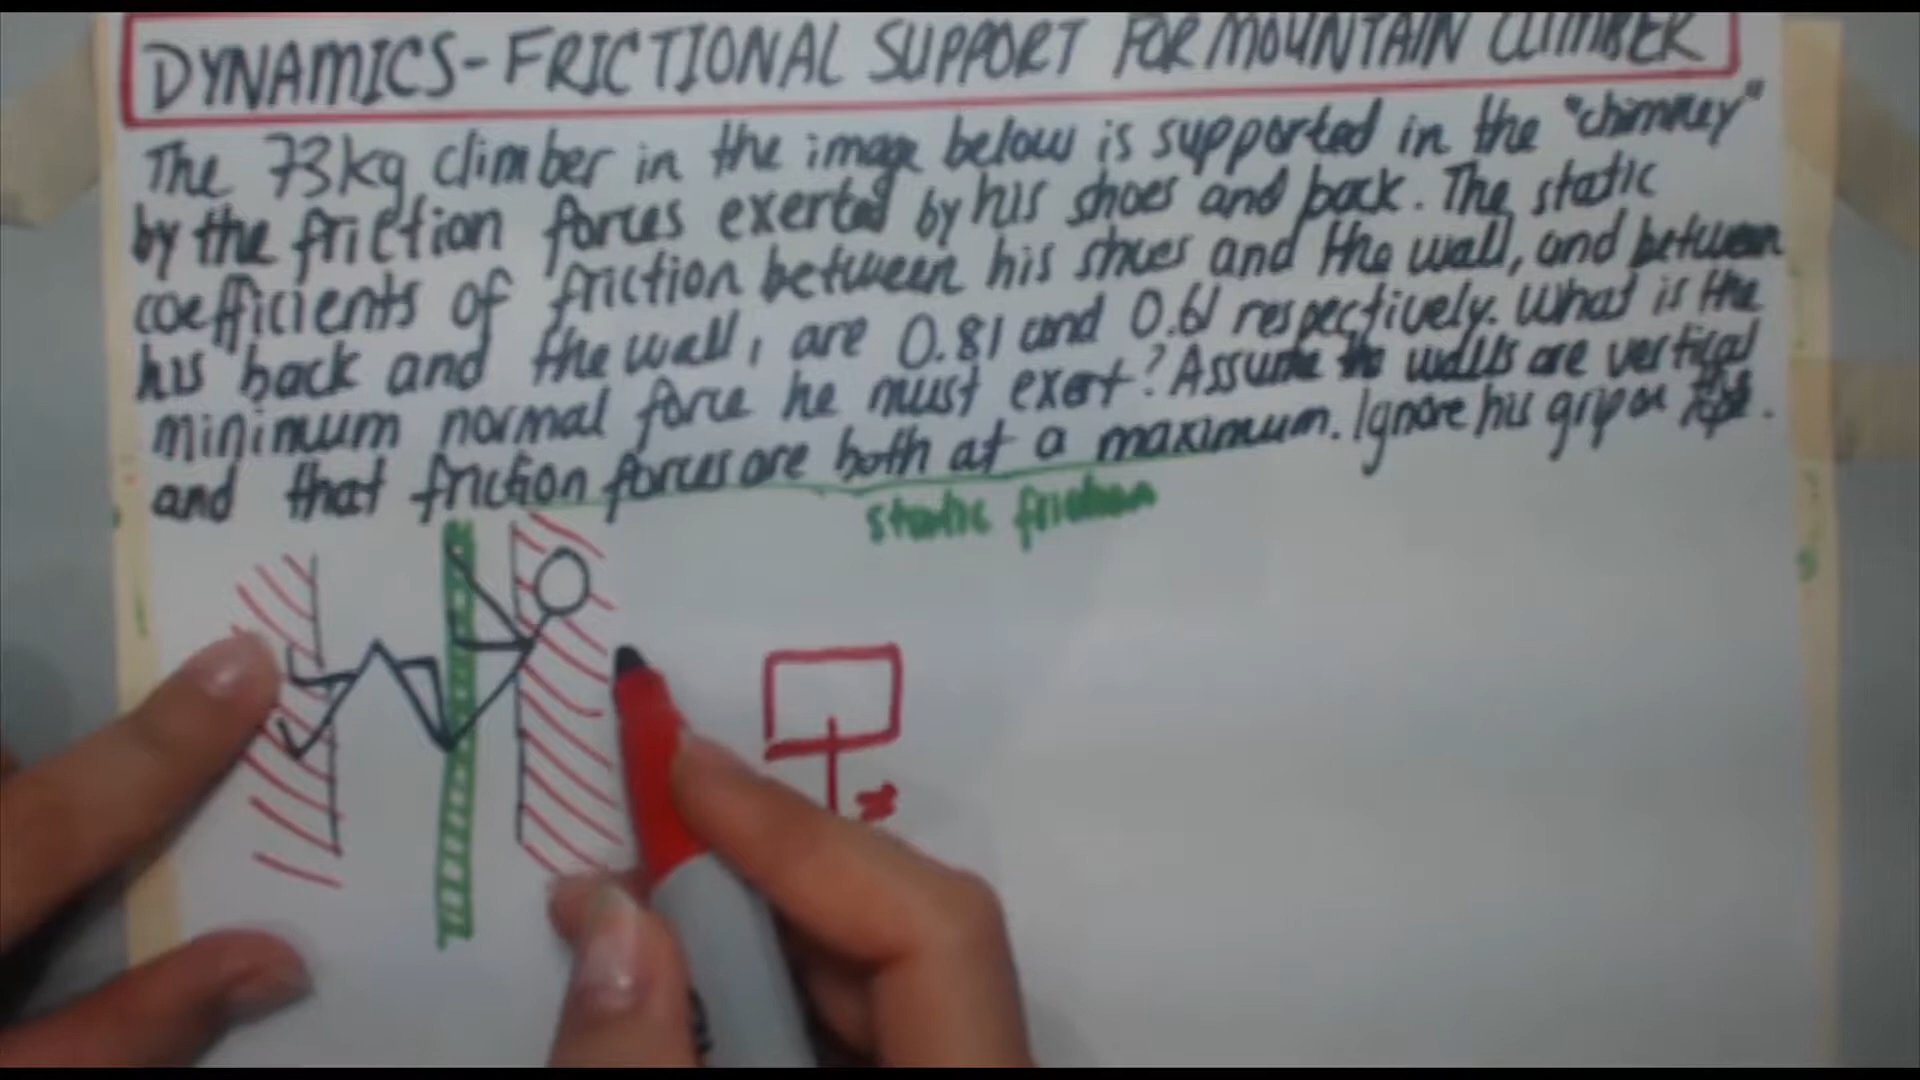 DYNAMICS-FRICTIONAL SUPPORT FOR MOUNTAIN CLIMBER
The 73kg climber in the image below is supported in the "chimney"
by the friction forces exerted by his shoes and back. The static
coefficients of friction between his shoes and the wall, and between
his back and the wall, are 0.81 and 0.61 respectively. What is the
minimum normal force he must exert? Assume the walls are vertical
and that friction forces are both at a maximum. Ignore his grip on
static friction